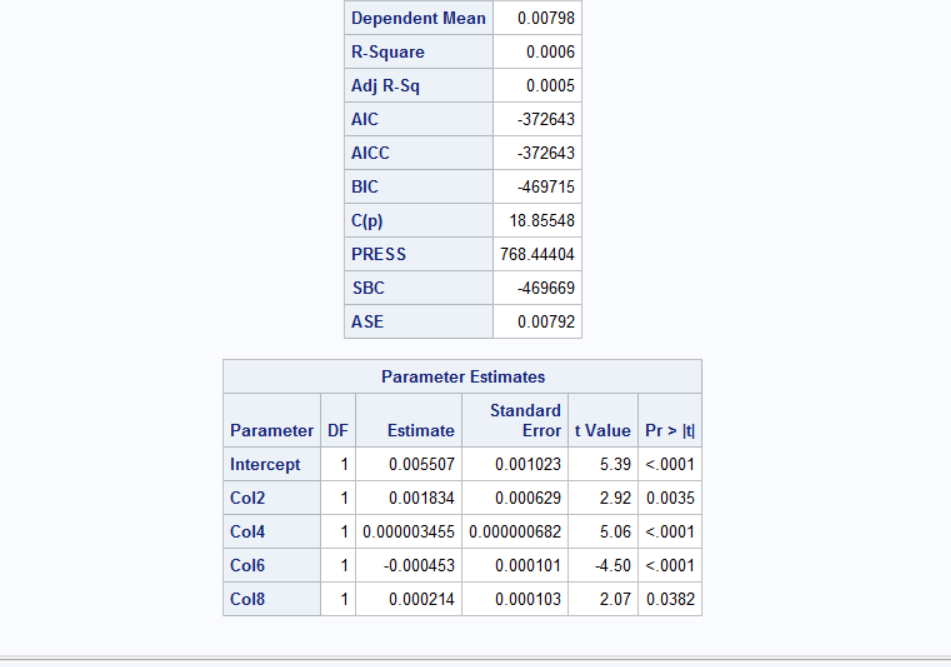 Dependent Mean 0.00798
R-Square 0.0006
Adj R-Sq 0.0005
AIC -372643
AICC -372643
BIC -469715
C(p) 18.85548
PRESS 768.44404
SBC -469669
ASE 0.00792
Parameter Estimates
Parameter DF Estimate Standard Error t Value Pr > |t|
Intercept 1 0.005507 0.001023 5.39 <.0001
Col2 1 0.001834 0.000629 2.92 0.0035
Col4 1 0.000003455 0.000000682 5.06 <.0001
Col6 1 -0.000453 0.000101 -4.50 <.0001
Col8 1 0.000214 0.000103 2.07 0.0382